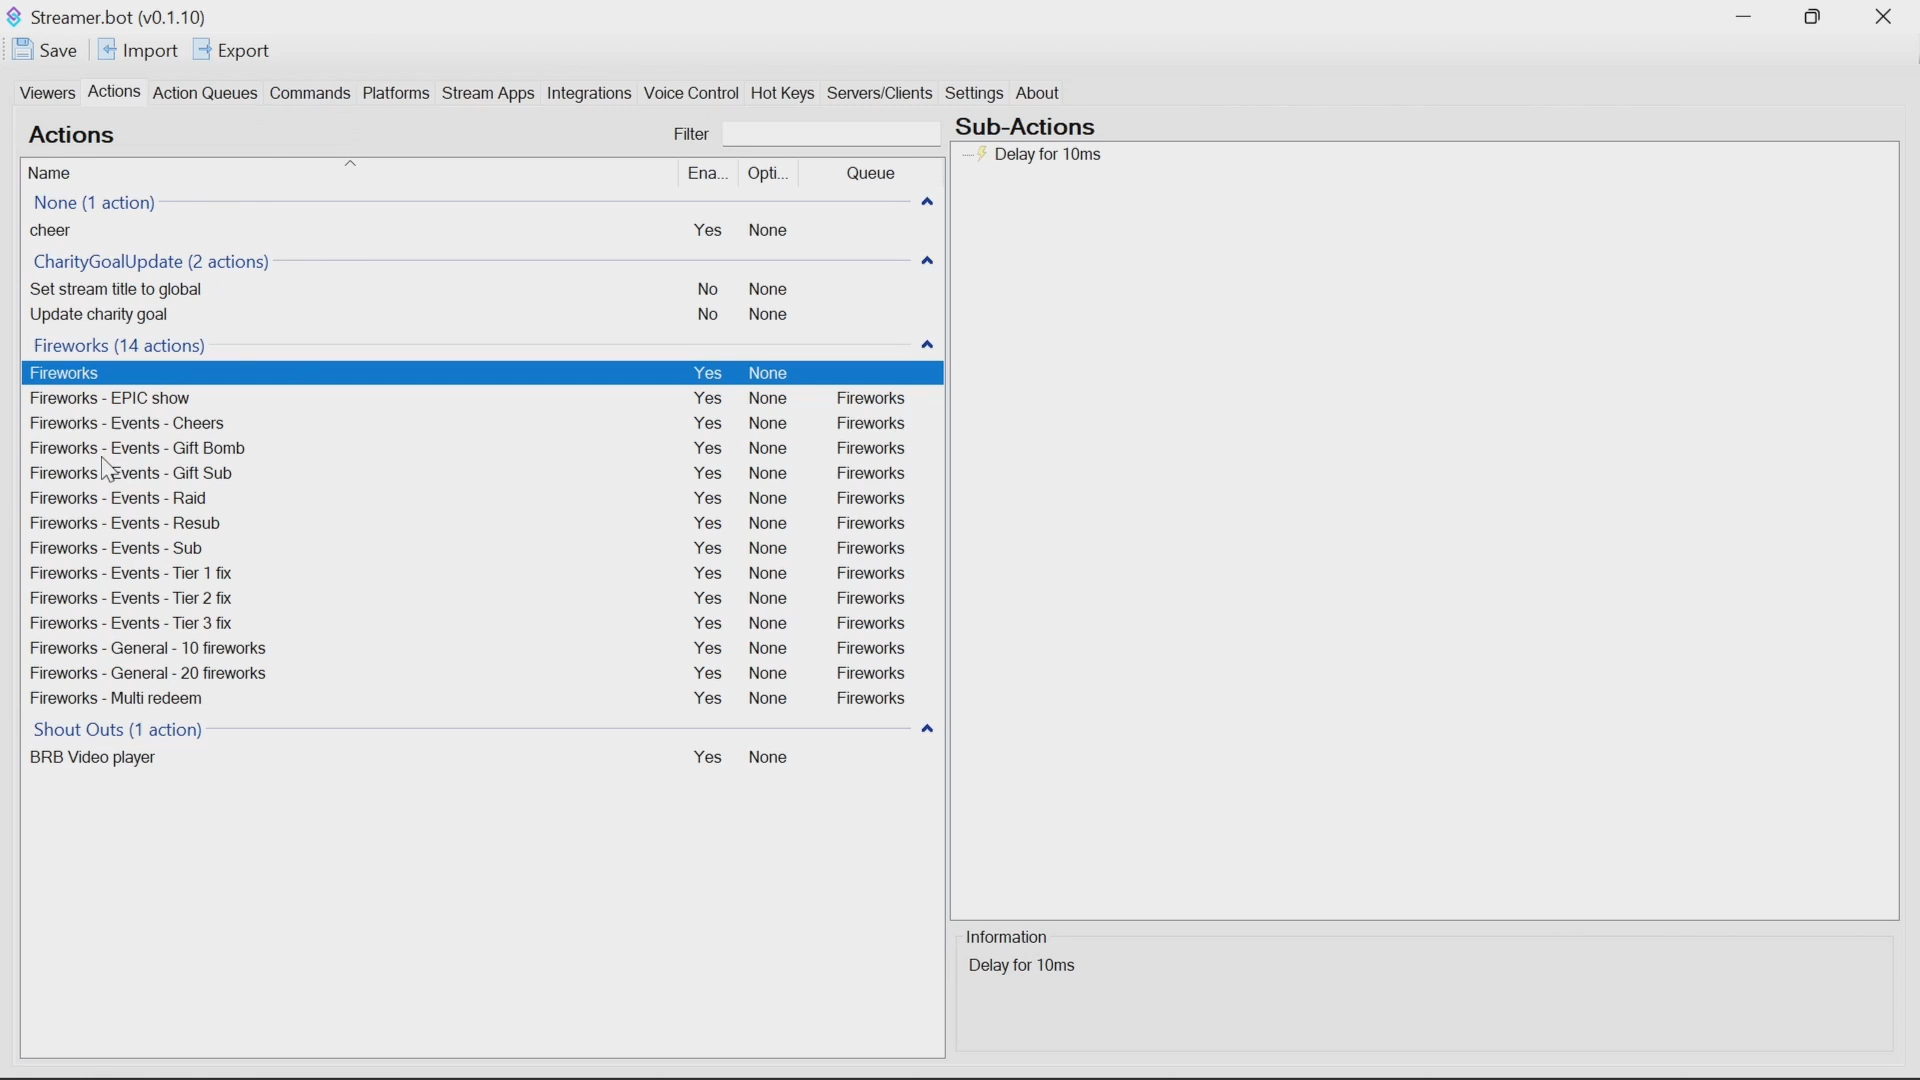 Streamer.bot (v0.1.10)
Save Import Export
Viewers Actions Action Queues Commands Platforms Stream Apps Integrations Voice Control Hot Keys Servers/Clients Settings About
Actions Filter
Name Ena... Opti... Queue
None (1 action)
cheer Yes None
CharityGoalUpdate (2 actions)
Set stream title to global No None
Update charity goal No None
Fireworks (14 actions)
Fireworks Yes None
Fireworks - EPIC show Yes None Fireworks
Fireworks - Events - Cheers Yes None Fireworks
Fireworks - Events - Gift Bomb Yes None Fireworks
Fireworks - Events - Gift Sub Yes None Fireworks
Fireworks - Events - Raid Yes None Fireworks
Fireworks - Events - Resub Yes None Fireworks
Fireworks - Events - Sub Yes None Fireworks
Fireworks - Events - Tier 1 fix Yes None Fireworks
Fireworks - Events - Tier 2 fix Yes None Fireworks
Fireworks - Events - Tier 3 fix Yes None Fireworks
Fireworks - General - 10 fireworks Yes None Fireworks
Fireworks - General - 20 fireworks Yes None Fireworks
Fireworks - Multi redeem Yes None Fireworks
Shout Outs (1 action)
BRB Video player Yes None
Sub-Actions
Delay for 10ms
Information
Delay for 10ms